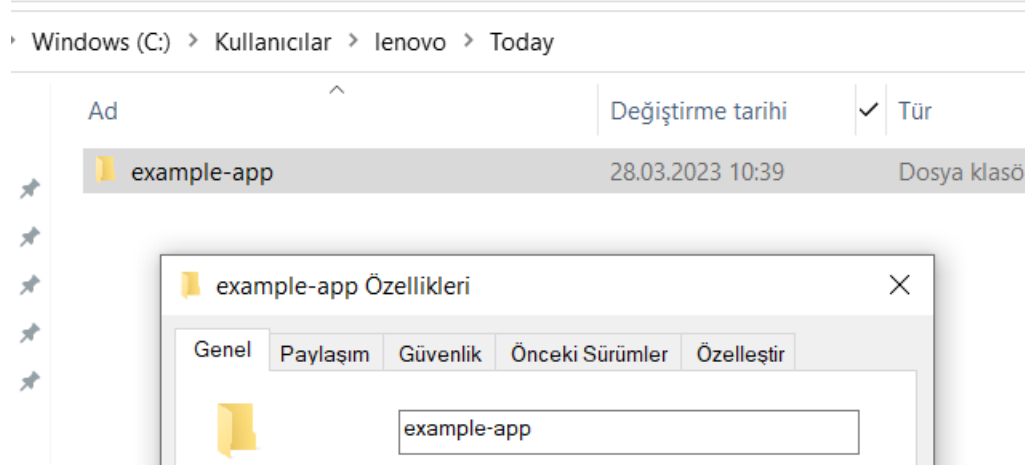 Windows (C:) > Kullanıcılar > lenovo > Today
Ad Değiştirme tarihi Tür
example-app 28.03.2023 10:39 Dosya klasö
example-app Özellikleri
Genel Paylaşım Güvenlik Önceki Sürümler Özelleştir
example-app